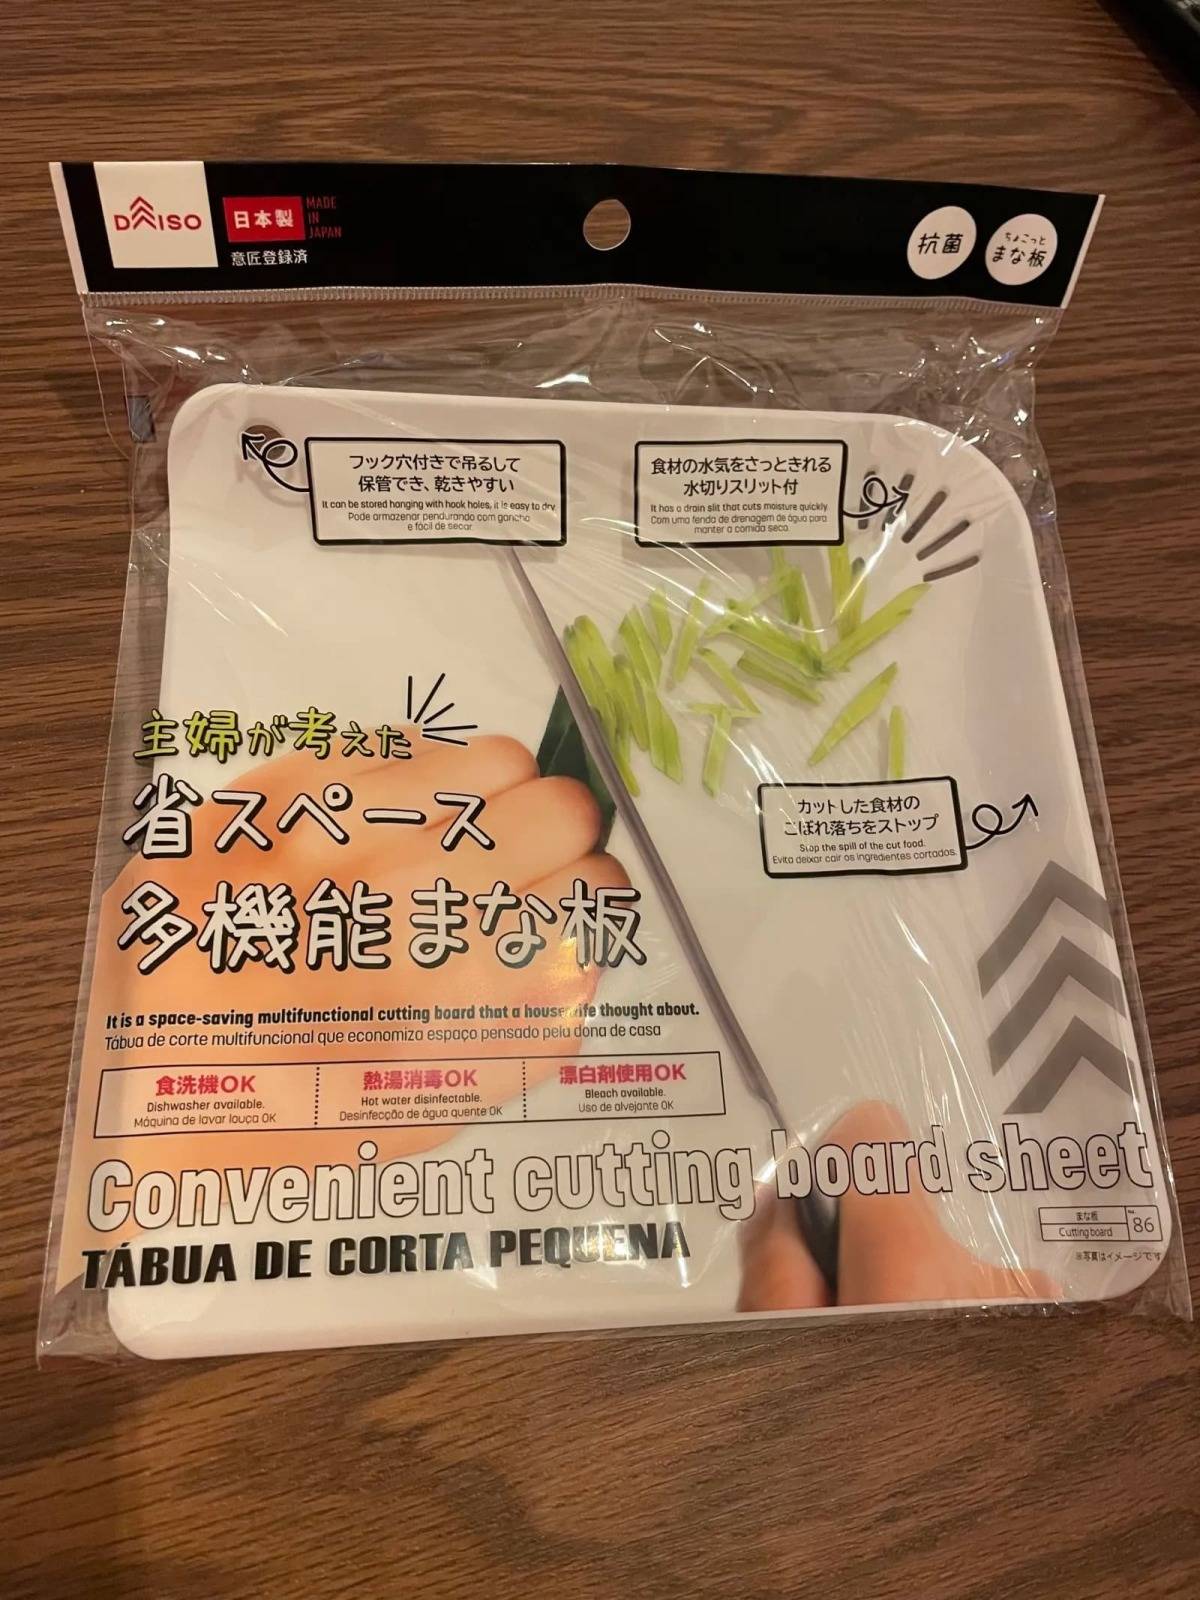 DAISO
日本製
MADE
IN
JAPAN
意匠登録済
抗菌
ちょこっと
まな板
フック穴付きで吊るして
保管でき、乾きやすい
It can be stored hanging with hook holes, it is easy to dry
Pode armazenar pendurando com gancho
e fácil de secar
食材の水気をさっときれる
水切りスリット付
It has a drain slit that cuts moisture quickly.
Com uma fenda de drenagem de água para
manter a comida seca.
カットした食材の
こぼれ落ちをストップ
Stop the spill of the cut food.
Evita deixar cair os ingredientes cortados.
主婦が考えた
省スペース
多機能まな板
It is a space-saving multifunctional cutting board that a housewife thought about.
Tábua de corte multifuncional que economiza espaço pensado pela dona de casa
食洗機OK
Dishwasher available.
Máquina de lavar louça OK
熱湯消毒OK
Hot water disinfectable.
Desinfecção de água quente OK
漂白剤使用OK
Bleach available.
Uso de alvejante OK
Convenient cutting board sheet
TÁBUA DE CORTA PEQUENA
まな板
Cutting board
No.
86
※写真はイメージです